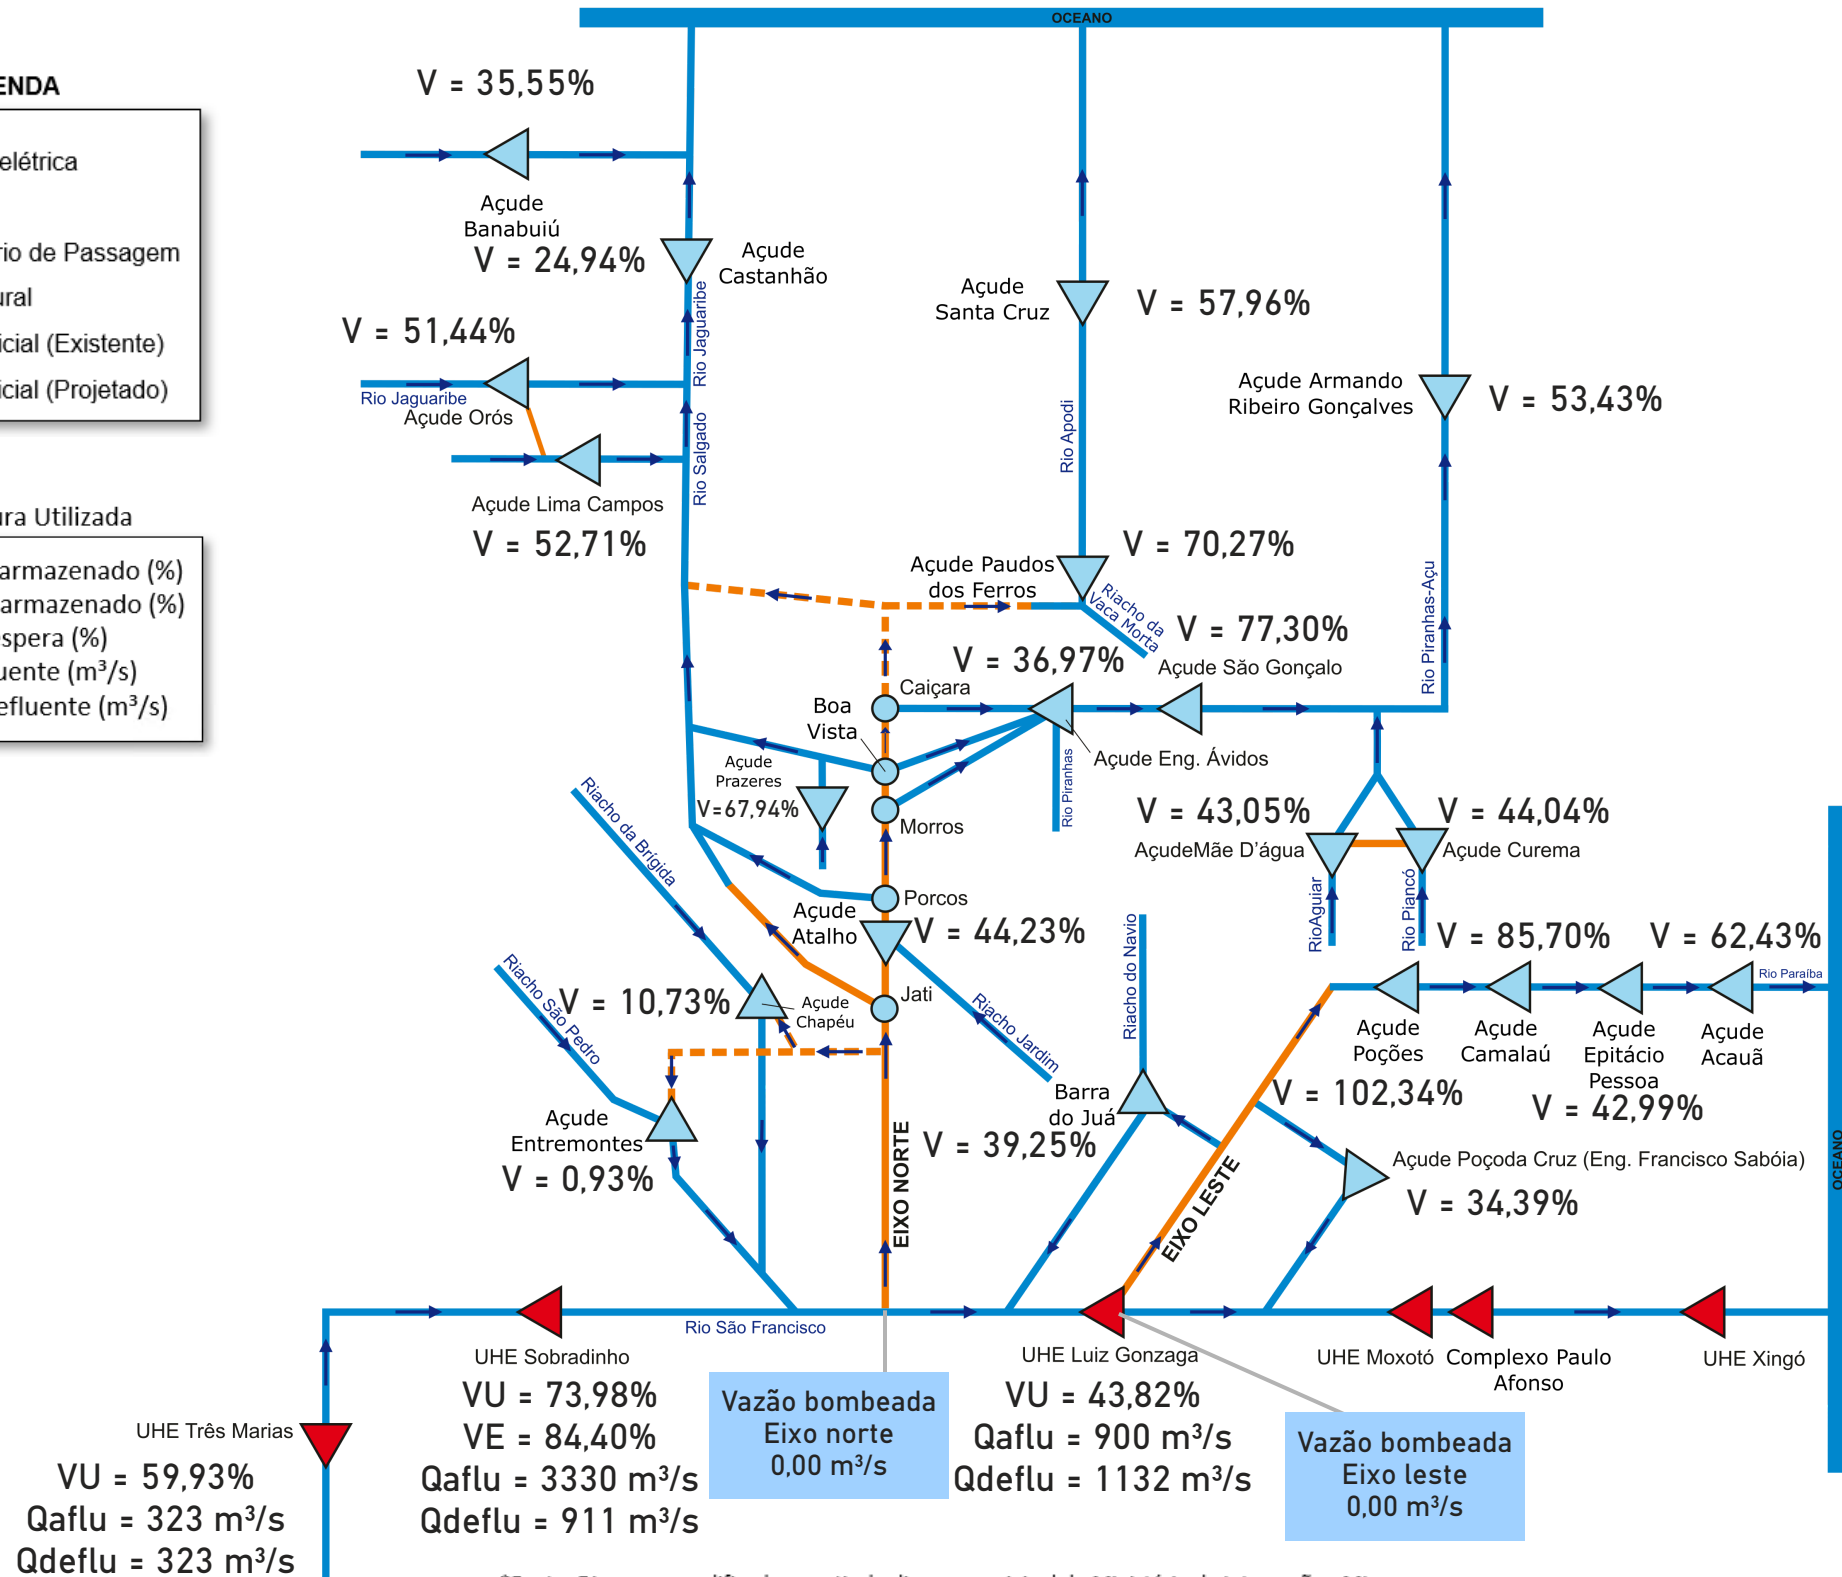 OCEANO
ENDA
elétrica
rio de Passagem
ural
icial (Existente)
icial (Projetado)
ura Utilizada
armazenado (%)
armazenado (%)
espera (%)
uente (m³/s)
efluente (m³/s)
V = 35,55%
Açude
Banabuiú
V = 24,94%
Açude
Castanhão
V = 51,44%
Rio Jaguaribe
Açude Orós
Rio Jaguaribe
Rio Salgado
Açude Lima Campos
V = 52,71%
Açude
Santa Cruz
V = 57,96%
Rio Apodi
Açude Armando
Ribeiro Gonçalves
V = 53,43%
Rio Piranhas-Açu
Açude Paudos
dos Ferros
V = 70,27%
Riacho da
Vaca Morta
V = 77,30%
Açude São Gonçalo
V = 36,97%
Caiçara
Boa
Vista
Açude Eng. Ávidos
Rio Piranhas
Açude
Prazeres
V=67,94%
Morros
Riacho da Brígida
V = 43,05%
AçudeMãe D'água
V = 44,04%
Açude Curema
RioAguiar
Rio Piancó
Porcos
Açude
Atalho
V = 44,23%
Riacho do Navio
V = 85,70%
V = 62,43%
Rio Paraíba
Riacho São Pedro
V = 10,73%
Açude
Chapéu
Jati
Riacho Jardim
Açude
Poções
Açude
Camalaú
Açude
Epitácio
Pessoa
Açude
Acauã
V = 102,34%
V = 42,99%
Barra
do Juá
V = 39,25%
Açude
Entremontes
V = 0,93%
EIXO NORTE
EIXO LESTE
Açude Poçoda Cruz (Eng. Francisco Sabóia)
V = 34,39%
OCEANO
Rio São Francisco
UHE Sobradinho
VU = 73,98%
VE = 84,40%
Qaflu = 3330 m³/s
Qdeflu = 911 m³/s
Vazão bombeada
Eixo norte
0,00 m³/s
UHE Luiz Gonzaga
VU = 43,82%
Qaflu = 900 m³/s
Qdeflu = 1132 m³/s
Vazão bombeada
Eixo leste
0,00 m³/s
UHE Moxotó
Complexo Paulo
Afonso
UHE Xingó
UHE Três Marias
VU = 59,93%
Qaflu = 323 m³/s
Qdeflu = 323 m³/s